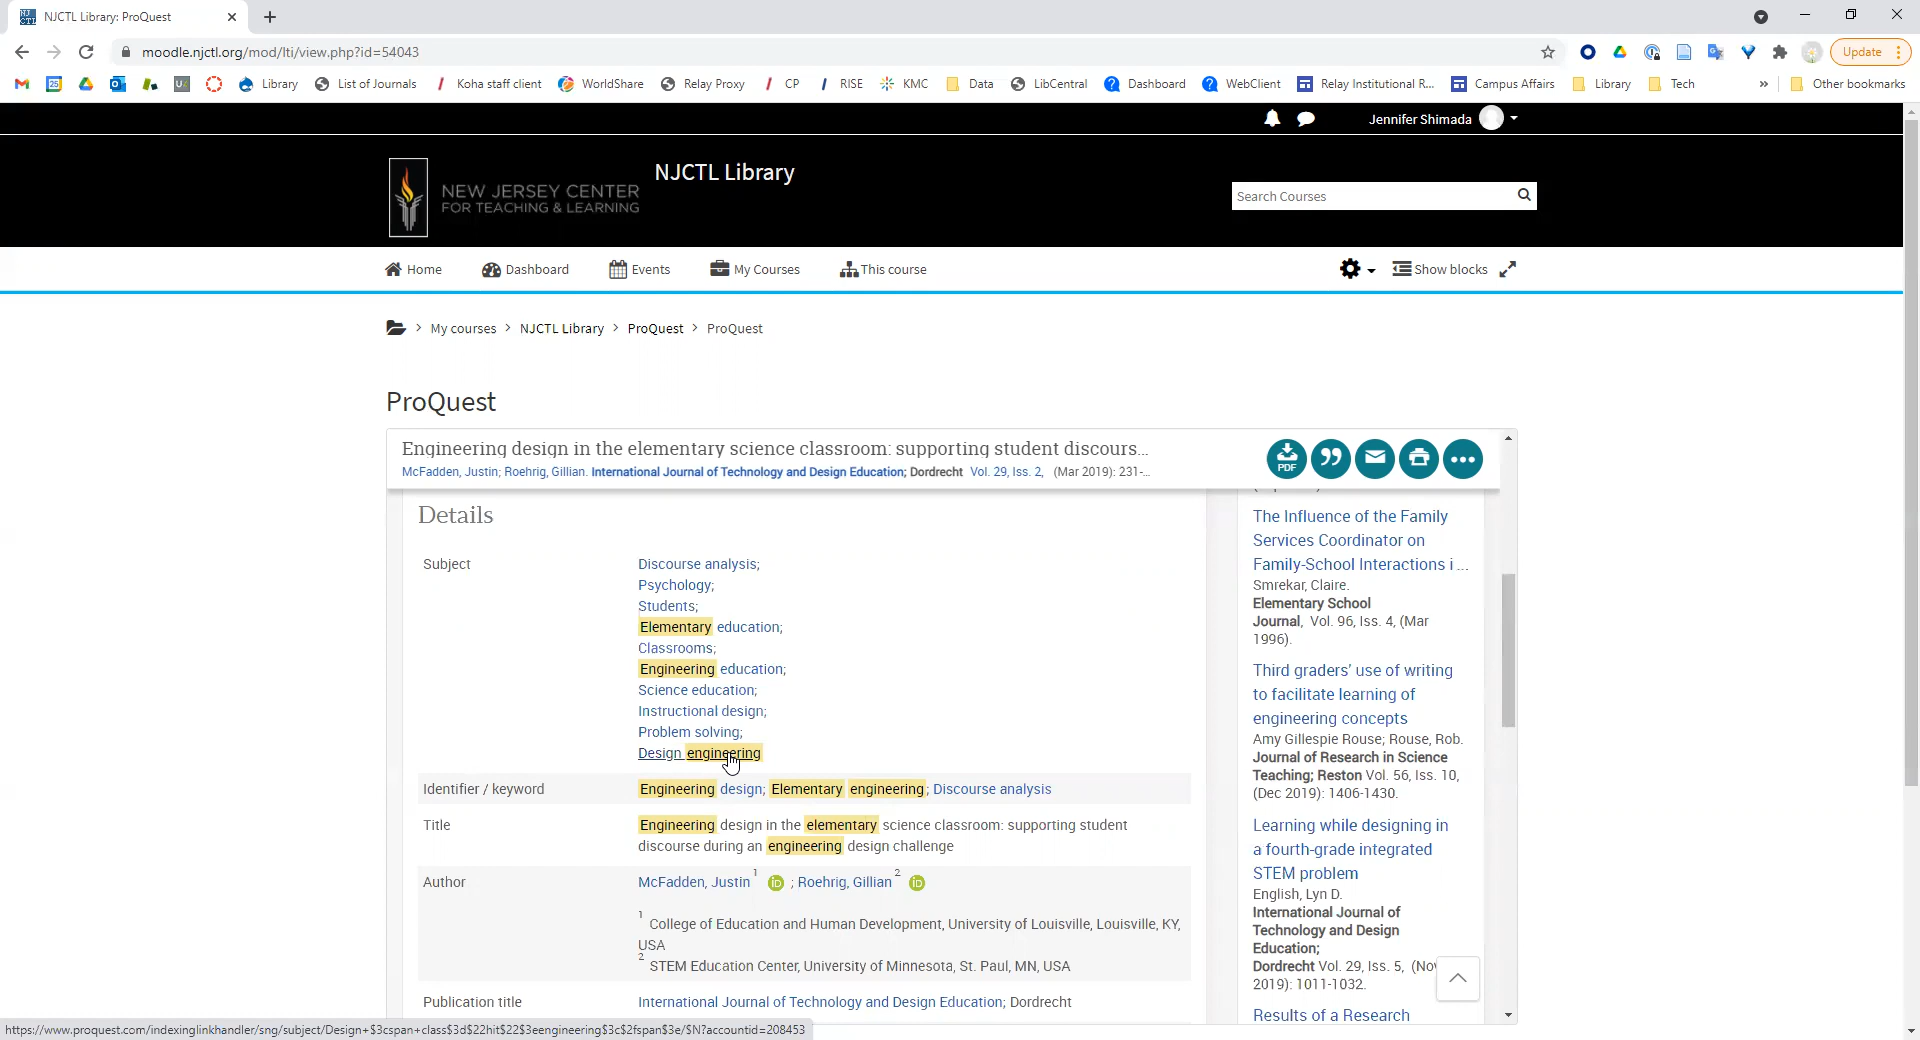 NJCTL Library: ProQuest
moodle.njctl.org/mod/lti/view.php?id=54043
Update
Library
List of Journals
Koha staff client
WorldShare
Relay Proxy
CP
RISE
KMC
Data
LibCentral
Dashboard
WebClient
Relay Institutional R...
Campus Affairs
Library
Tech
»
Other bookmarks
Jennifer Shimada
NEW JERSEY CENTER
FOR TEACHING & LEARNING
NJCTL Library
Search Courses
Home
Dashboard
Events
My Courses
This course
Show blocks
> My courses > NJCTL Library > ProQuest > ProQuest
ProQuest
Engineering design in the elementary science classroom: supporting student discours...
McFadden, Justin; Roehrig, Gillian. International Journal of Technology and Design Education; Dordrecht Vol. 29, Iss. 2, (Mar 2019): 231-...
PDF
Details
Subject
Discourse analysis;
Psychology;
Students;
Elementary education;
Classrooms;
Engineering education;
Science education;
Instructional design;
Problem solving;
Design engineering
Identifier / keyword
Engineering design; Elementary engineering; Discourse analysis
Title
Engineering design in the elementary science classroom: supporting student
discourse during an engineering design challenge
Author
McFadden, Justin 1 iD ; Roehrig, Gillian 2 iD
1 College of Education and Human Development, University of Louisville, Louisville, KY,
USA
2 STEM Education Center, University of Minnesota, St. Paul, MN, USA
Publication title
International Journal of Technology and Design Education; Dordrecht
The Influence of the Family
Services Coordinator on
Family-School Interactions i ...
Smrekar, Claire.
Elementary School
Journal, Vol. 96, Iss. 4, (Mar
1996).
Third graders' use of writing
to facilitate learning of
engineering concepts
Amy Gillespie Rouse; Rouse, Rob.
Journal of Research in Science
Teaching; Reston Vol. 56, Iss. 10,
(Dec 2019): 1406-1430.
Learning while designing in
a fourth-grade integrated
STEM problem
English, Lyn D.
International Journal of
Technology and Design
Education;
Dordrecht Vol. 29, Iss. 5, (No
2019): 1011-1032.
Results of a Research
https://www.proquest.com/indexinglinkhandler/sng/subject/Design+$3cspan+class$3d$22hit$22$3eengineering$3c$2fspan$3e/$N?accountid=208453